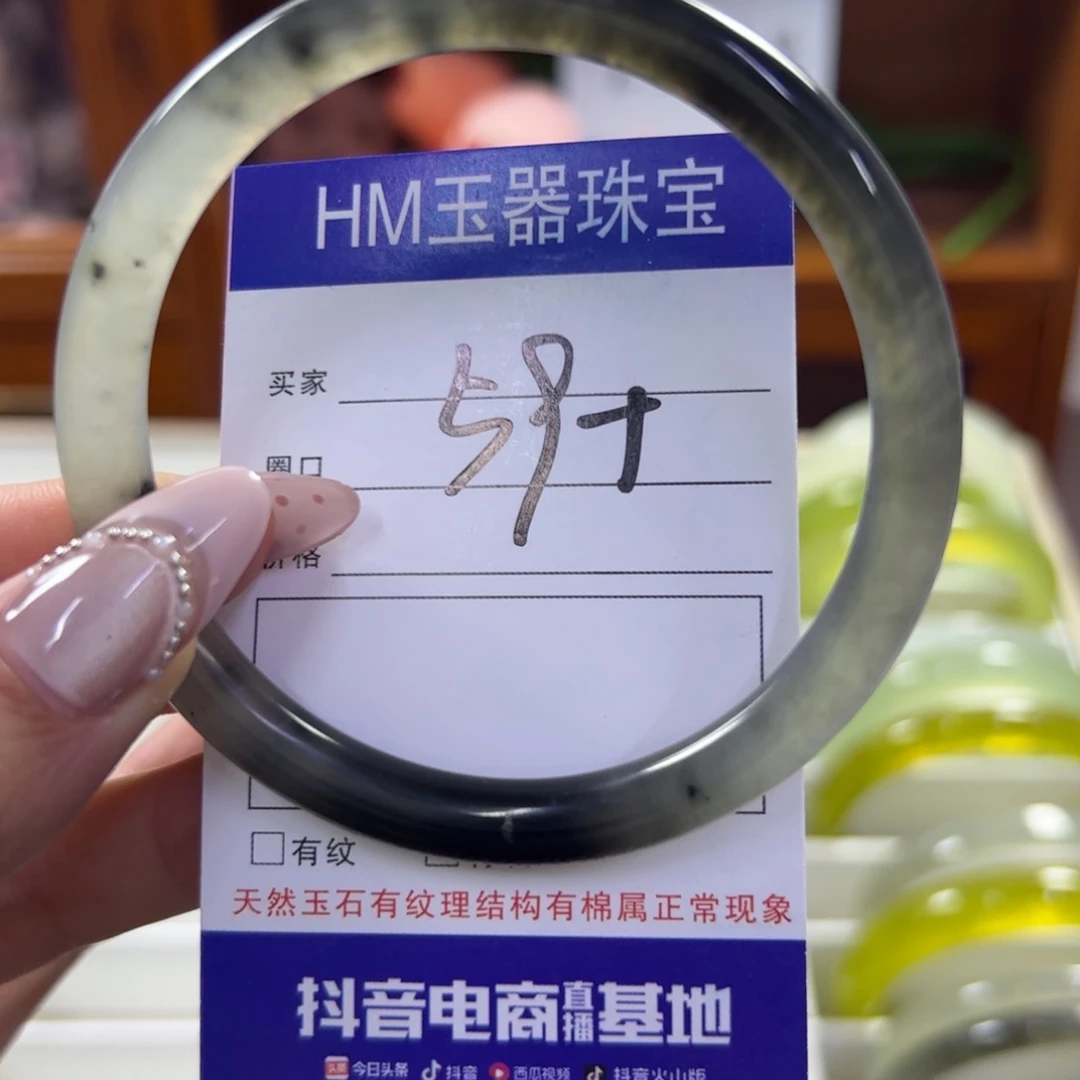 HM玉器珠宝
买家
59+
圈口
价格
有纹
天然玉石有纹理结构有棉属正常现象
抖音电商直播基地
今日头条 抖音 西瓜视频 抖音火山版